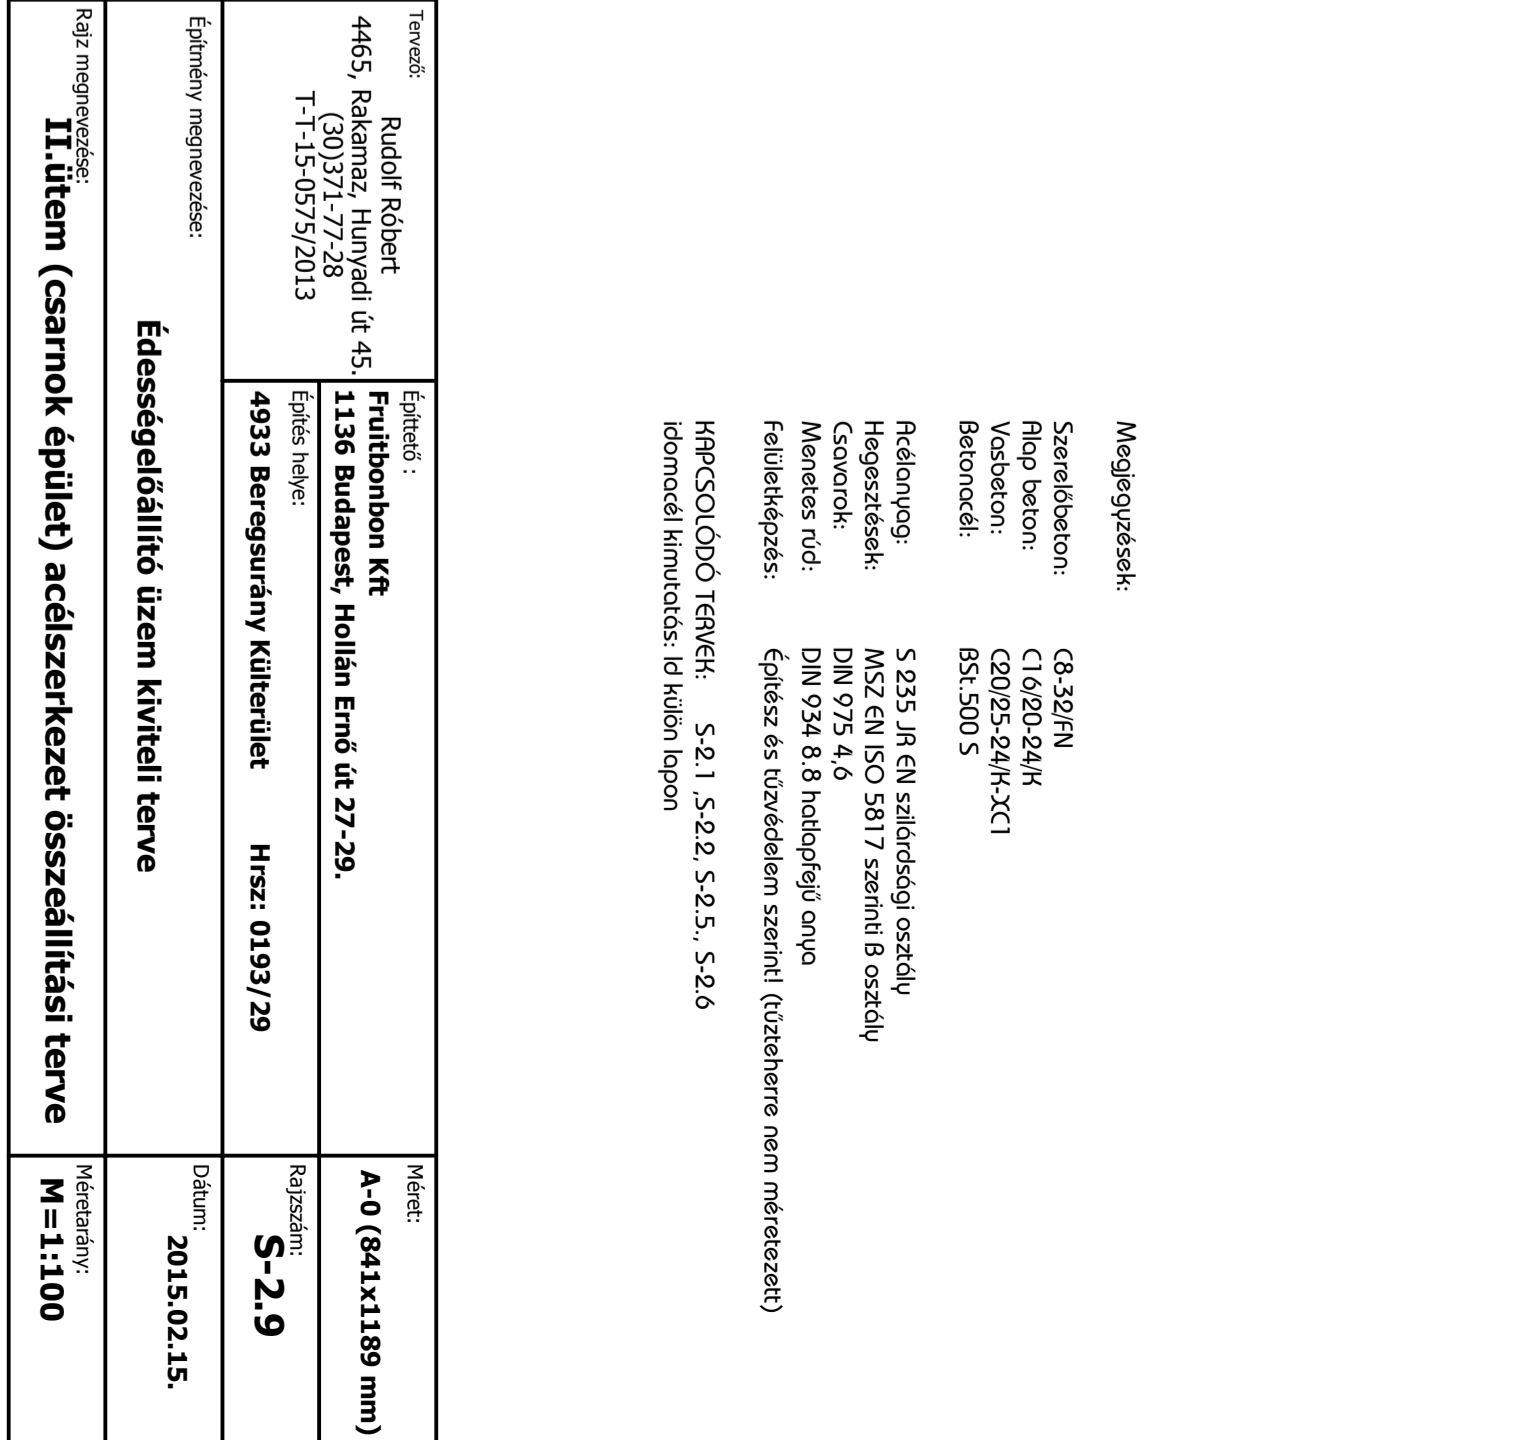 Megjegyzések:
Szerelőbeton: C8-32/FN
Alap beton: C16/20-24/K
Vasbeton: C20/25-24/K-XC1
Betonacél: BSt.500 S
Acélanyag: S 235 JR EN szilárdsági osztály
Hegesztések: MSZ EN ISO 5817 szerinti B osztály
Csavarok: DIN 975 4,6
Menetes rúd: DIN 934 8.8 hatlapfejű anya
Felületképzés: Építész és tűzvédelem szerint! (tűzteherre nem méretezett)
KAPCSOLÓDÓ TERVEK: S-2.1 ,S-2.2, S-2.5., S-2.6
idomacél kimutatás: ld külön lapon
Tervező:
Rudolf Róbert
4465, Rakamaz, Hunyadi út 45.
(30)371-77-28
T-T-15-0575/2013
Építtető :
Fruitbonbon Kft
1136 Budapest, Hollán Ernő út 27-29.
Méret:
A-0 (841x1189 mm)
Építés helye:
4933 Beregsurány Külterület Hrsz: 0193/29
Rajzszám:
S-2.9
Építmény megnevezése:
Édességelőállító üzem kiviteli terve
Dátum:
2015.02.15.
Rajz megnevezése:
II.ütem (csarnok épület) acélszerkezet összeállítási terve
Méretarány:
M=1:100